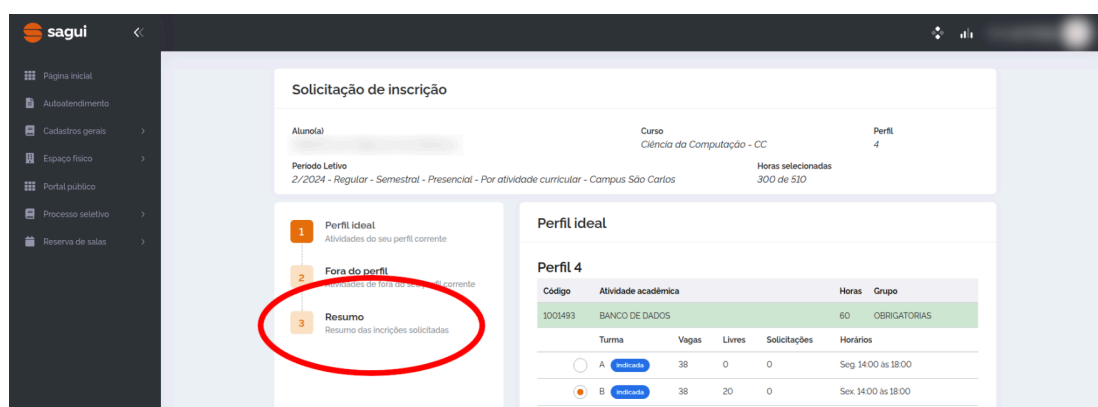 sagui
Página inicial
Autoatendimento
Cadastros gerais
Espaço físico
Portal público
Processo seletivo
Reserva de salas
Solicitação de inscrição
Aluno(a) Curso Perfil
Ciência da Computação - CC 4
Período Letivo Horas selecionadas
2/2024 - Regular - Semestral - Presencial - Por atividade curricular - Campus São Carlos 300 de 510
1 Perfil ideal
Atividades do seu perfil corrente
2 Fora do perfil
Atividades de fora do seu perfil corrente
3 Resumo
Resumo das incrições solicitadas
Perfil ideal
Perfil 4
Código Atividade acadêmica Horas Grupo
1001493 BANCO DE DADOS 60 OBRIGATORIAS
Turma Vagas Livres Solicitações Horários
A Indicada 38 0 0 Seg. 14:00 às 18:00
B Indicada 38 20 0 Sex. 14:00 às 18:00